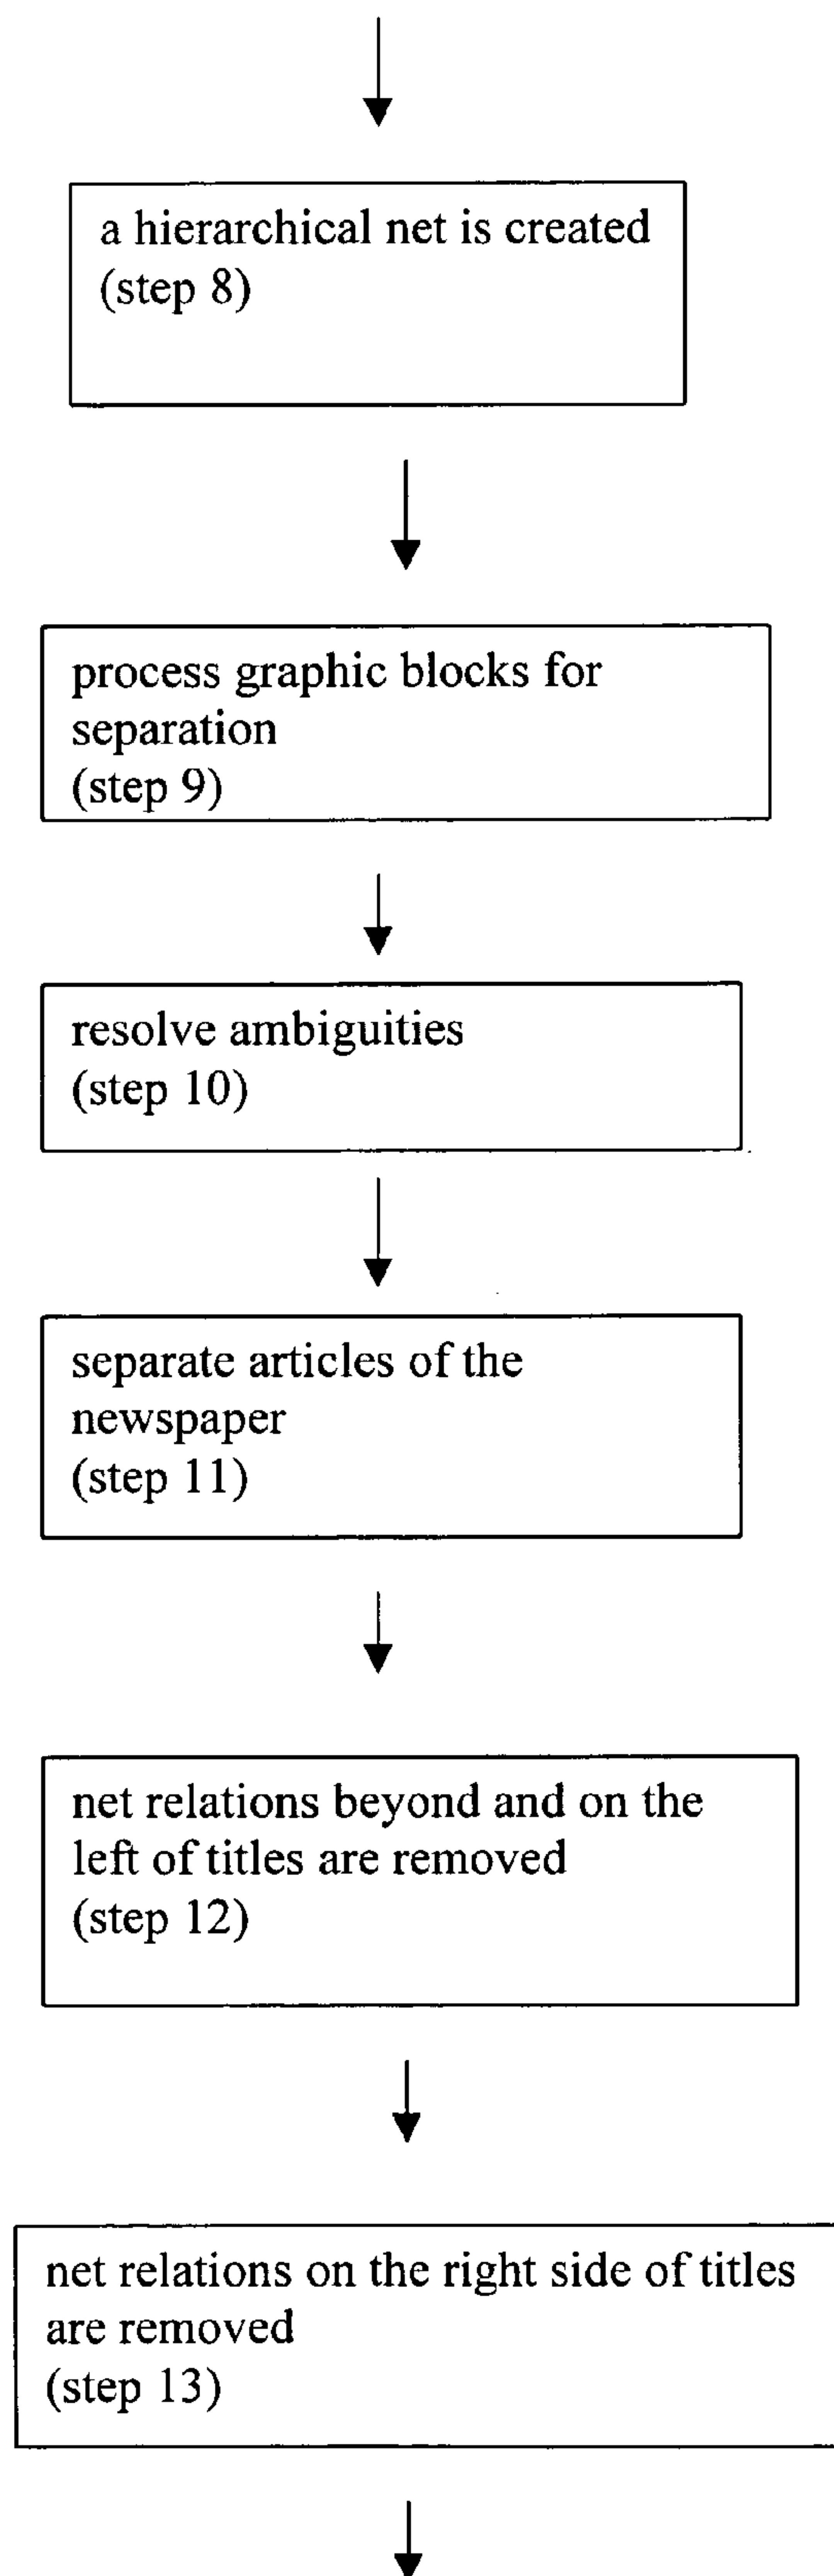 a hierarchical net is created
(step 8)
process graphic blocks for
separation
(step 9)
resolve ambiguities
(step 10)
separate articles of the
newspaper
(step 11)
net relations beyond and on the
left of titles are removed
(step 12)
net relations on the right side of titles
are removed
(step 13)